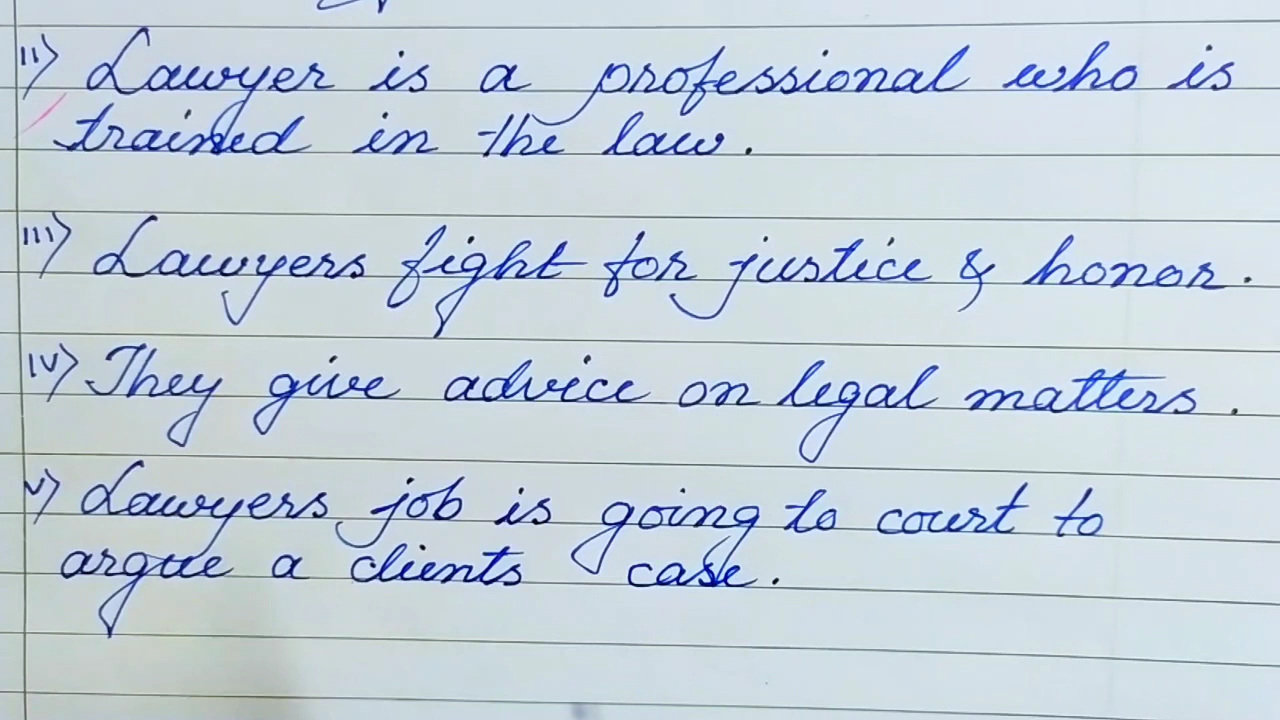 ii) Lawyer is a professional who is
trained in the law.
iii) Lawyers fight for justice & honor.
iv) They give advice on legal matters.
v) Lawyers job is going to court to
argue a clients case.